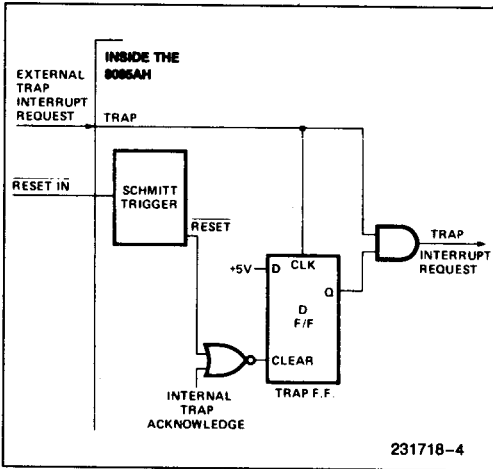 INSIDE THE
8085AH
EXTERNAL
TRAP
INTERRUPT
REQUEST
TRAP
RESET IN
SCHMITT
TRIGGER
RESET
+5V
D
CLK
Q
D
F/F
CLEAR
TRAP F.F.
TRAP
INTERRUPT
REQUEST
INTERNAL
TRAP
ACKNOWLEDGE
231718-4